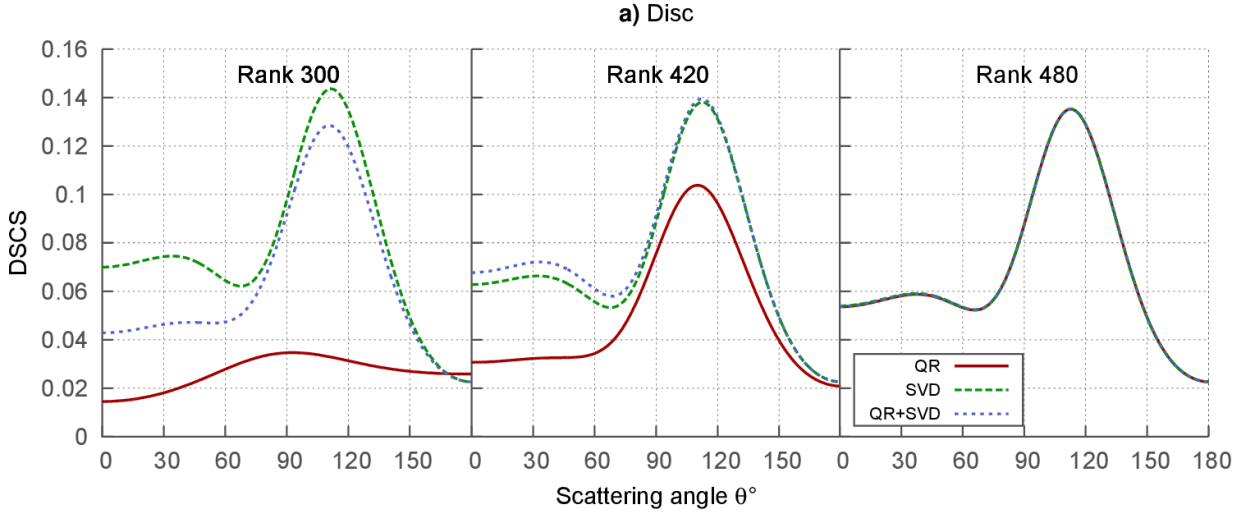 a) Disc
0.16
0.14
0.12
0.1
0.08
0.06
0.04
0.02
0
DSCS
Rank 300
Rank 420
Rank 480
QR
SVD
QR+SVD
0 30 60 90 120 150
0 30 60 90 120 150
0 30 60 90 120 150 180
Scattering angle θ°